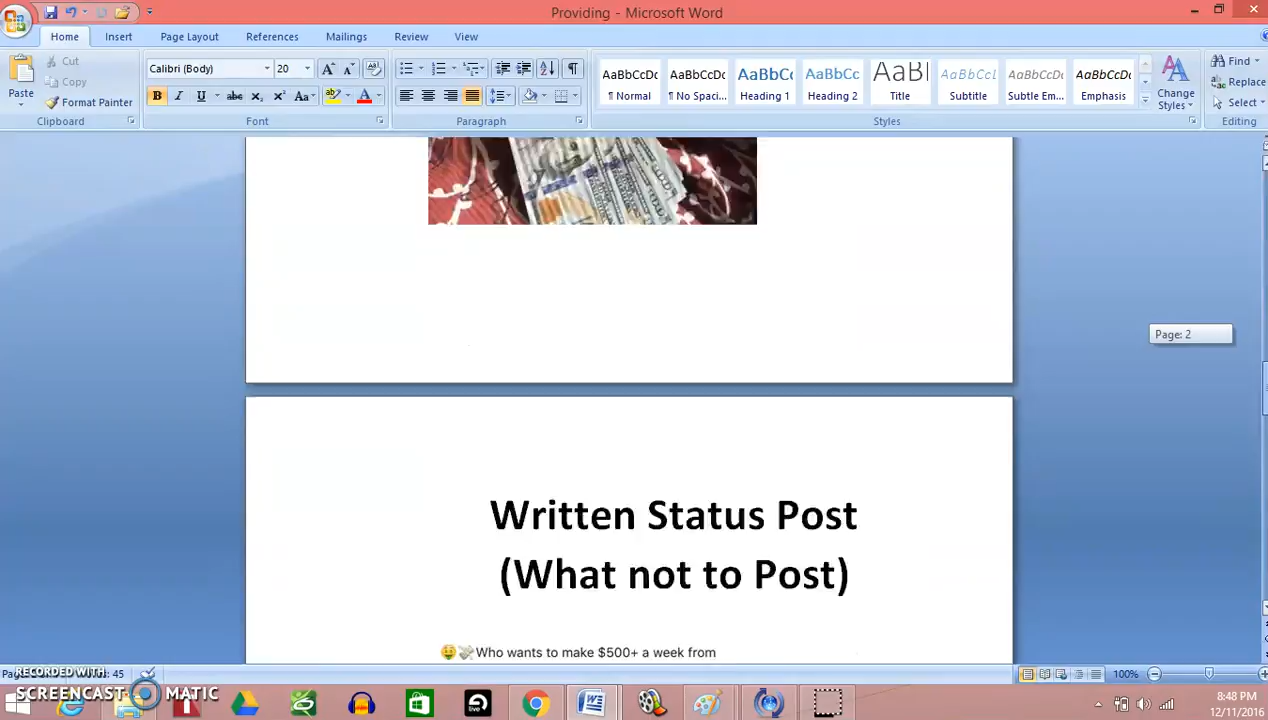 Providing - Microsoft Word
Home Insert Page Layout References Mailings Review View
Paste
Cut
Copy
Format Painter
Clipboard
Calibri (Body) 20
Font
Paragraph
AaBbCcDc AaBbCcDc AaBbCc AaBbCc AaBl AaBbCcL AaBbCcDc AaBbCcDc
¶ Normal ¶ No Spaci... Heading 1 Heading 2 Title Subtitle Subtle Em... Emphasis
Change
Styles
Styles
Find
Replace
Select
Editing
Page: 2
Written Status Post
(What not to Post)
🤑💸Who wants to make $500+ a week from
45
100%
RECORDED WITH
SCREENCAST MATIC
8:48 PM
12/11/2016